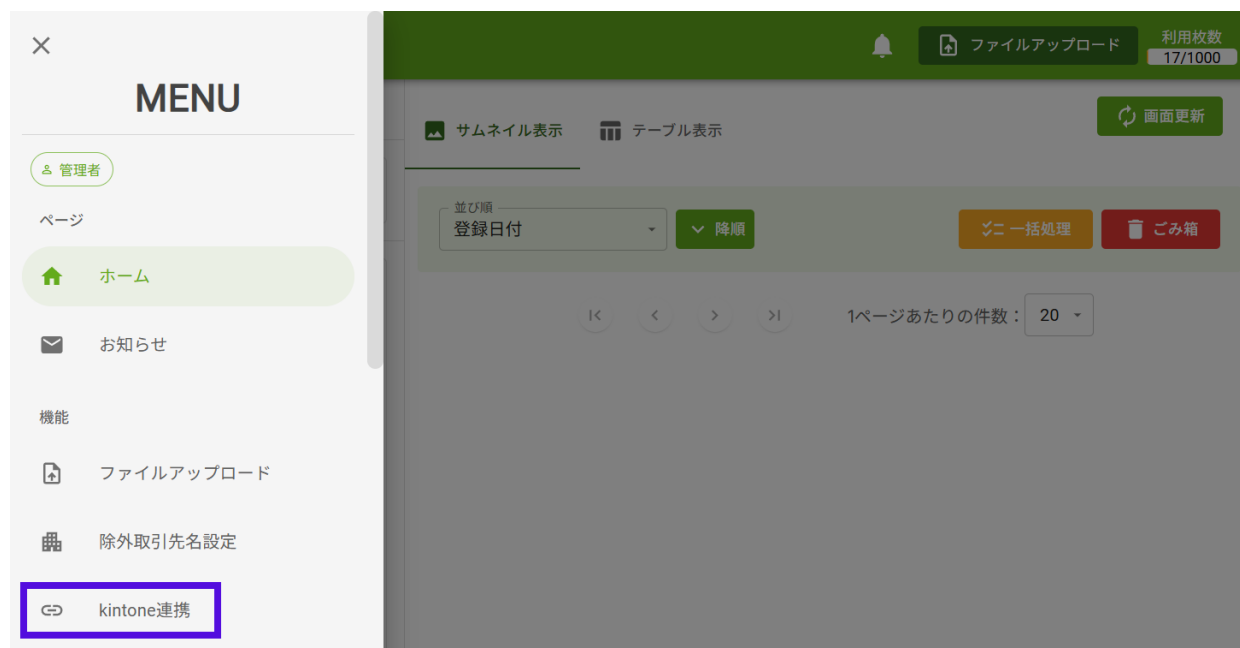 MENU
管理者
ページ
ホーム
お知らせ
機能
ファイルアップロード
除外取引先名設定
kintone連携
ファイルアップロード
利用枚数
17/1000
サムネイル表示
テーブル表示
画面更新
並び順
登録日付
降順
一括処理
ごみ箱
1ページあたりの件数：
20